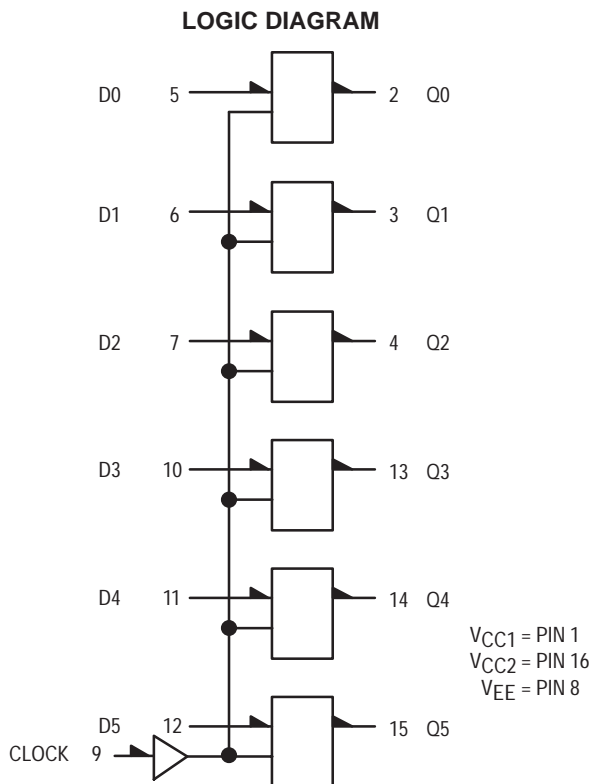 LOGIC DIAGRAM
D0 5 2 Q0
D1 6 3 Q1
D2 7 4 Q2
D3 10 13 Q3
D4 11 14 Q4
VCC1 = PIN 1
VCC2 = PIN 16
VEE = PIN 8
D5 12 15 Q5
CLOCK 9